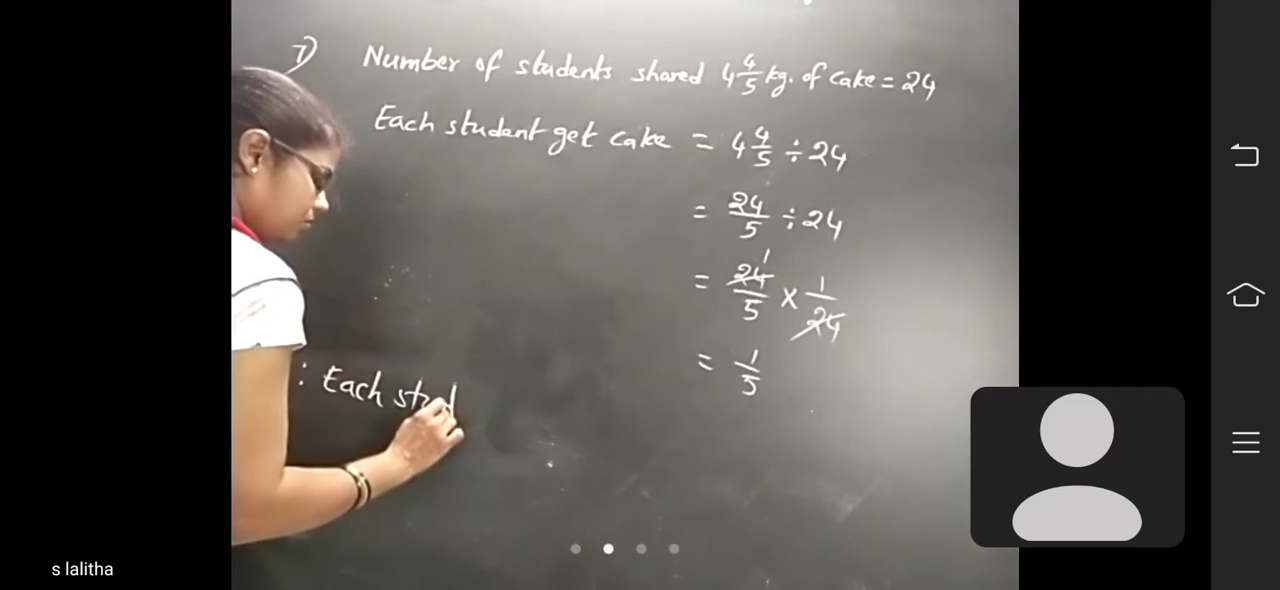 7) Number of students shared 4 4/5 kg. of cake = 24
Each student get cake = 4 4/5 ÷ 24
= 24/5 ÷ 24
1
= 24/5 × 1/24
= 1/5
: Each stud
s lalitha